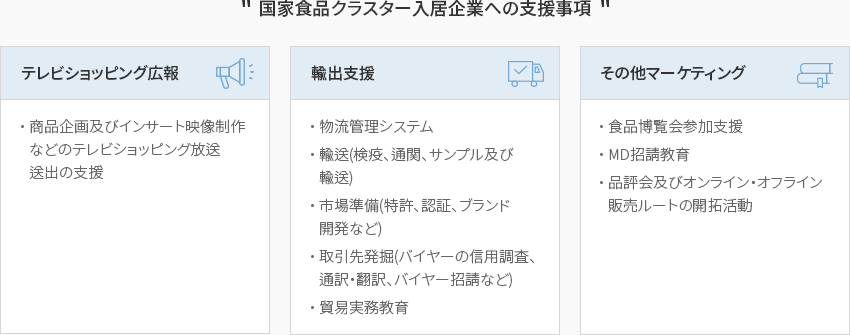 " 国家食品クラスター入居企業への支援事項 "
テレビショッピング広報
・商品企画及びインサート映像制作
などのテレビショッピング放送
送出の支援
輸出支援
・物流管理システム
・輸送(検疫、通関、サンプル及び
輸送)
・市場準備(特許、認証、ブランド
開発など)
・取引先発掘(バイヤーの信用調査、
通訳・翻訳、バイヤー招請など)
・貿易実務教育
その他マーケティング
・食品博覧会参加支援
・MD招請教育
・品評会及びオンライン・オフライン
販売ルートの開拓活動